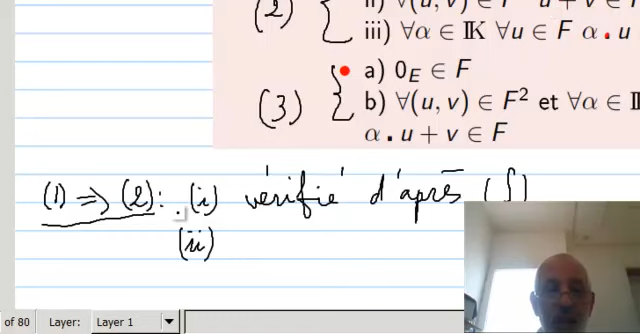 (2)
ii) ∀(u, v) ∈ F² u + v ∈ F
iii) ∀α ∈ 𝕂 ∀u ∈ F α . u
a) 0_E ∈ F
(3)
b) ∀(u, v) ∈ F² et ∀α ∈
α . u + v ∈ F
(1) ⇒ (2): . (i) vérifié d'après (∫)
(ii)
of 80 Layer: Layer 1